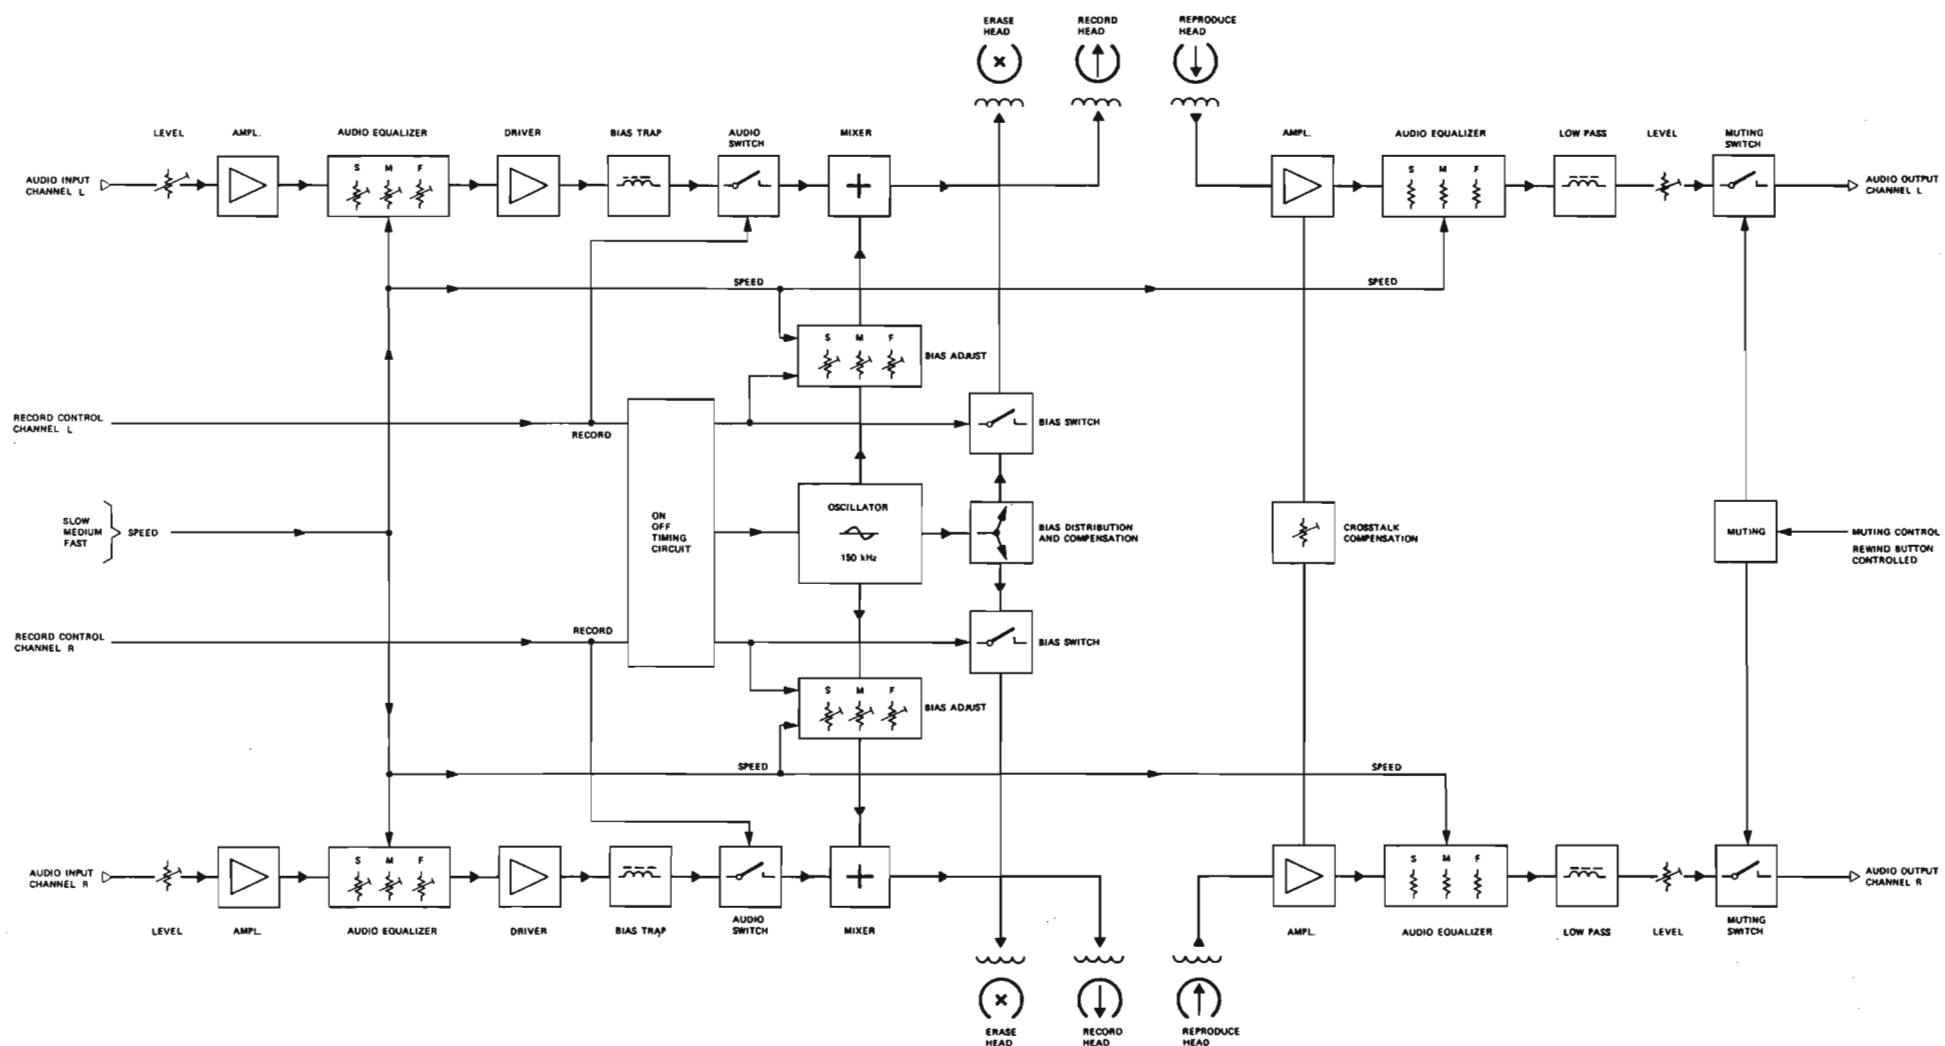 ERASE
HEAD
RECORD
HEAD
REPRODUCE
HEAD
LEVEL
AMPL.
AUDIO EQUALIZER
DRIVER
BIAS TRAP
AUDIO
SWITCH
MIXER
AMPL.
AUDIO EQUALIZER
LOW PASS
LEVEL
MUTING
SWITCH
AUDIO INPUT
CHANNEL L
S M F
S M F
AUDIO OUTPUT
CHANNEL L
SPEED
SPEED
S M F
BIAS ADJUST
RECORD CONTROL
CHANNEL L
RECORD
BIAS SWITCH
SLOW
MEDIUM
FAST
SPEED
ON
OFF
TIMING
CIRCUIT
OSCILLATOR
150 kHz
BIAS DISTRIBUTION
AND COMPENSATION
CROSSTALK
COMPENSATION
MUTING
MUTING CONTROL
REWIND BUTTON
CONTROLLED
RECORD CONTROL
CHANNEL R
RECORD
BIAS SWITCH
S M F
BIAS ADJUST
SPEED
SPEED
AUDIO INPUT
CHANNEL R
S M F
S M F
AUDIO OUTPUT
CHANNEL R
LEVEL
AMPL.
AUDIO EQUALIZER
DRIVER
BIAS TRAP
AUDIO
SWITCH
MIXER
AMPL.
AUDIO EQUALIZER
LOW PASS
LEVEL
MUTING
SWITCH
ERASE
HEAD
RECORD
HEAD
REPRODUCE
HEAD